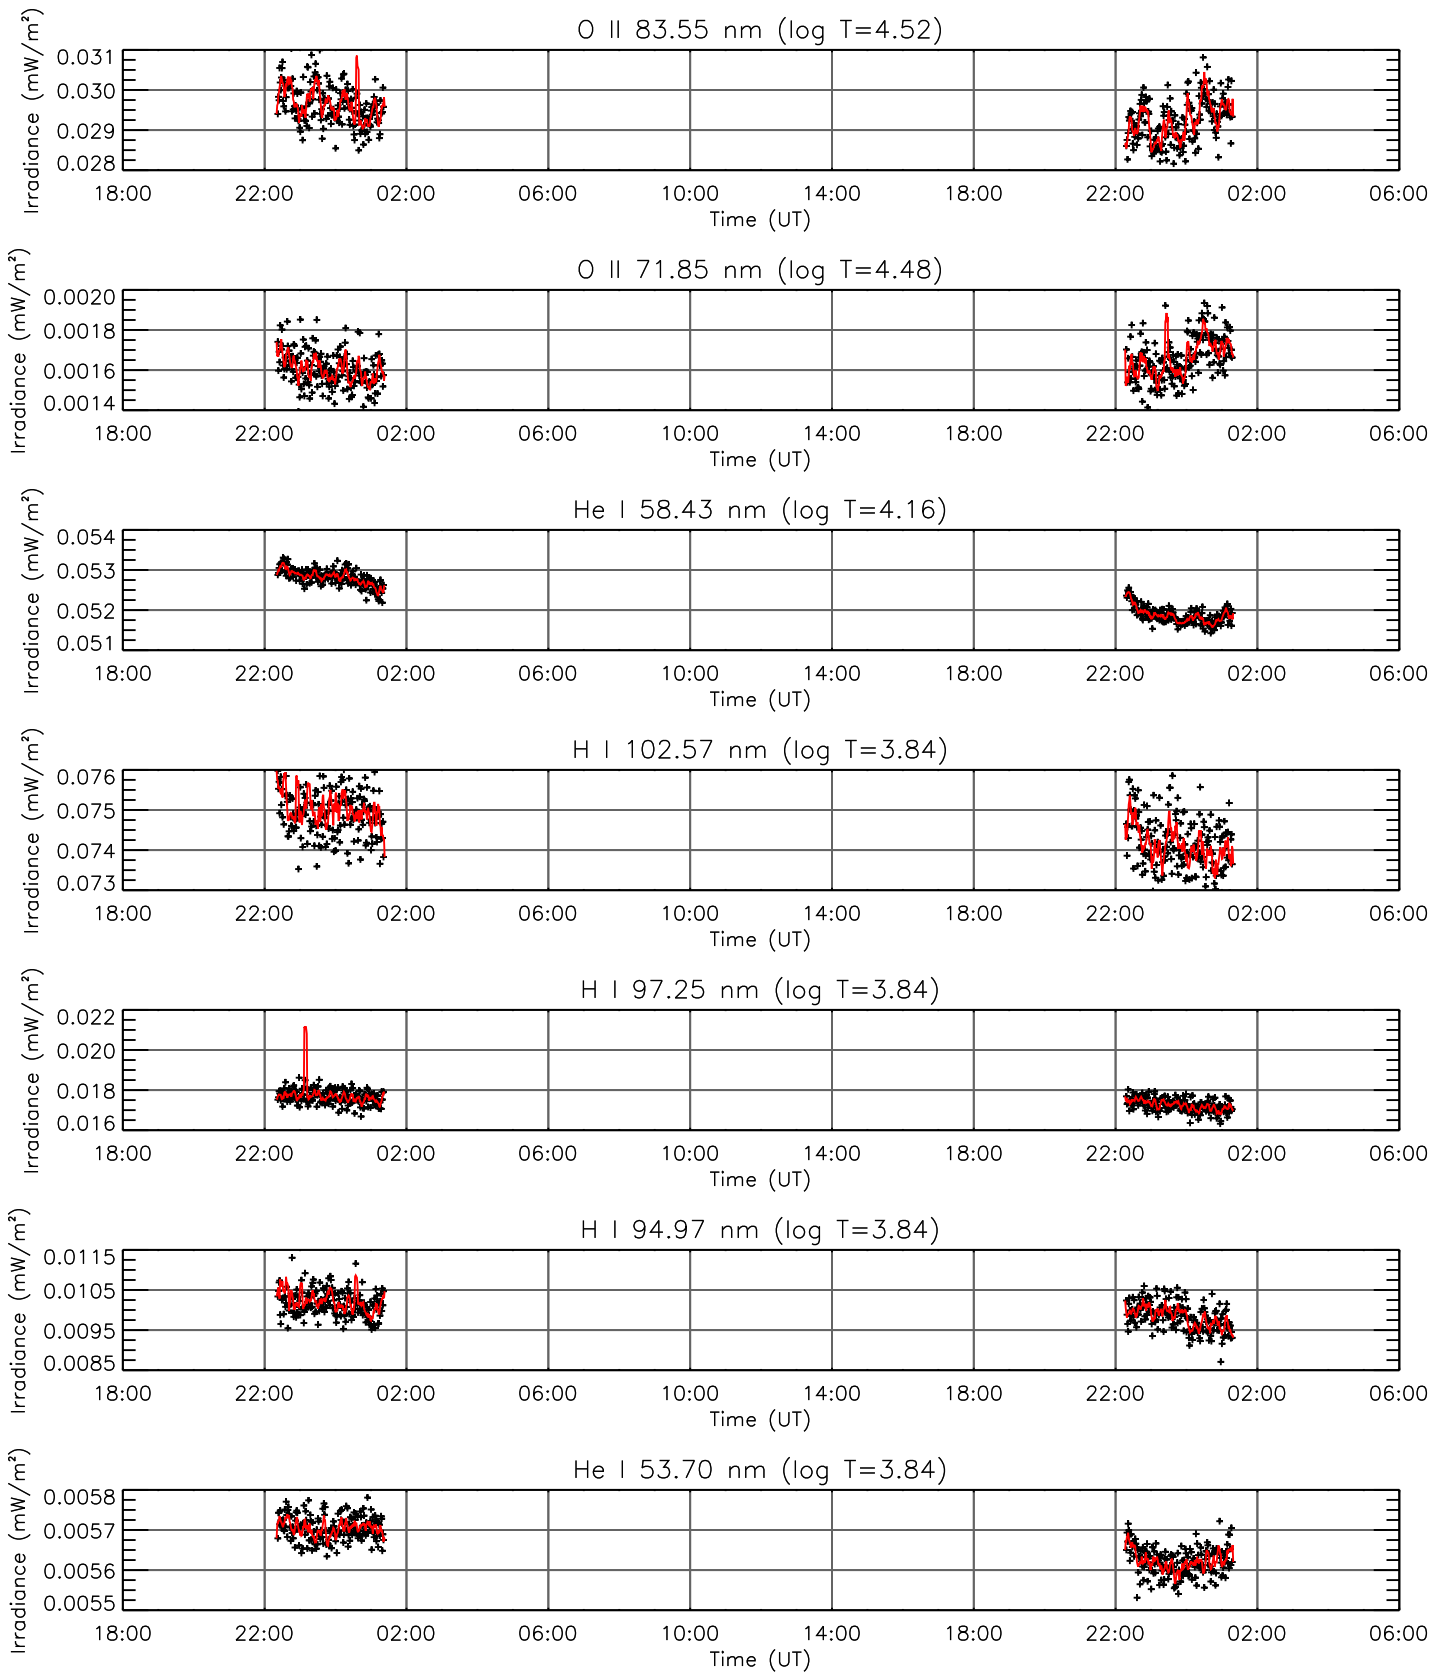 O II 83.55 nm (log T=4.52)
Irradiance (mW/m²)
0.031
0.030
0.029
0.028
18:00 22:00 02:00 06:00 10:00 14:00 18:00 22:00 02:00 06:00
Time (UT)
O II 71.85 nm (log T=4.48)
Irradiance (mW/m²)
0.0020
0.0018
0.0016
0.0014
18:00 22:00 02:00 06:00 10:00 14:00 18:00 22:00 02:00 06:00
Time (UT)
He I 58.43 nm (log T=4.16)
Irradiance (mW/m²)
0.054
0.053
0.052
0.051
18:00 22:00 02:00 06:00 10:00 14:00 18:00 22:00 02:00 06:00
Time (UT)
H I 102.57 nm (log T=3.84)
Irradiance (mW/m²)
0.076
0.075
0.074
0.073
18:00 22:00 02:00 06:00 10:00 14:00 18:00 22:00 02:00 06:00
Time (UT)
H I 97.25 nm (log T=3.84)
Irradiance (mW/m²)
0.022
0.020
0.018
0.016
18:00 22:00 02:00 06:00 10:00 14:00 18:00 22:00 02:00 06:00
Time (UT)
H I 94.97 nm (log T=3.84)
Irradiance (mW/m²)
0.0115
0.0105
0.0095
0.0085
18:00 22:00 02:00 06:00 10:00 14:00 18:00 22:00 02:00 06:00
Time (UT)
He I 53.70 nm (log T=3.84)
Irradiance (mW/m²)
0.0058
0.0057
0.0056
0.0055
18:00 22:00 02:00 06:00 10:00 14:00 18:00 22:00 02:00 06:00
Time (UT)